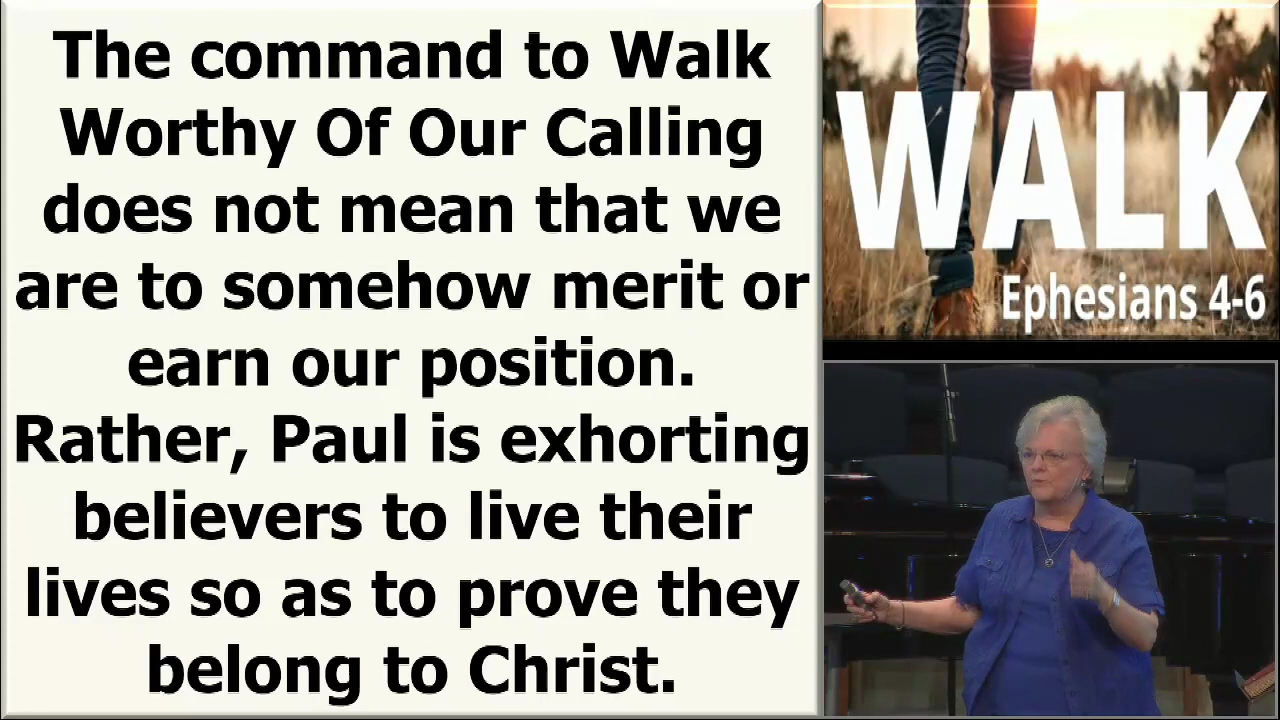 The command to Walk
Worthy Of Our Calling
does not mean that we
are to somehow merit or
earn our position.
Rather, Paul is exhorting
believers to live their
lives so as to prove they
belong to Christ.
WALK
Ephesians 4-6